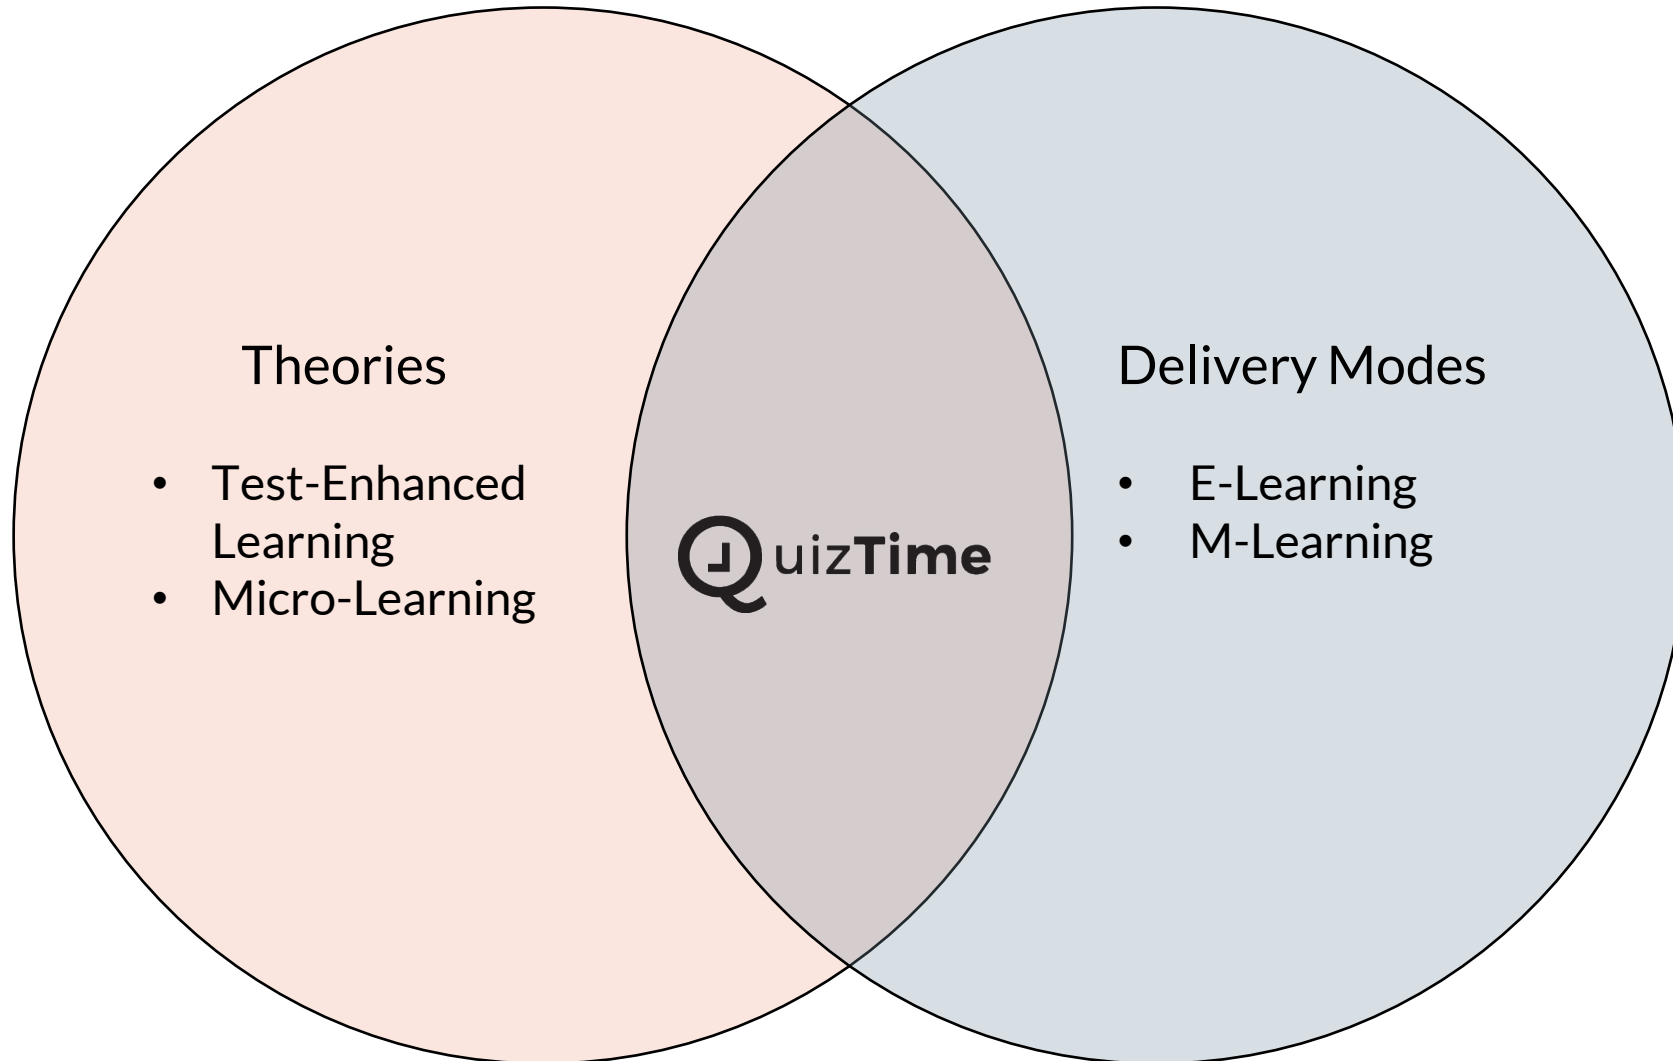 Theories
• Test-Enhanced
Learning
• Micro-Learning
QuizTime
Delivery Modes
• E-Learning
• M-Learning